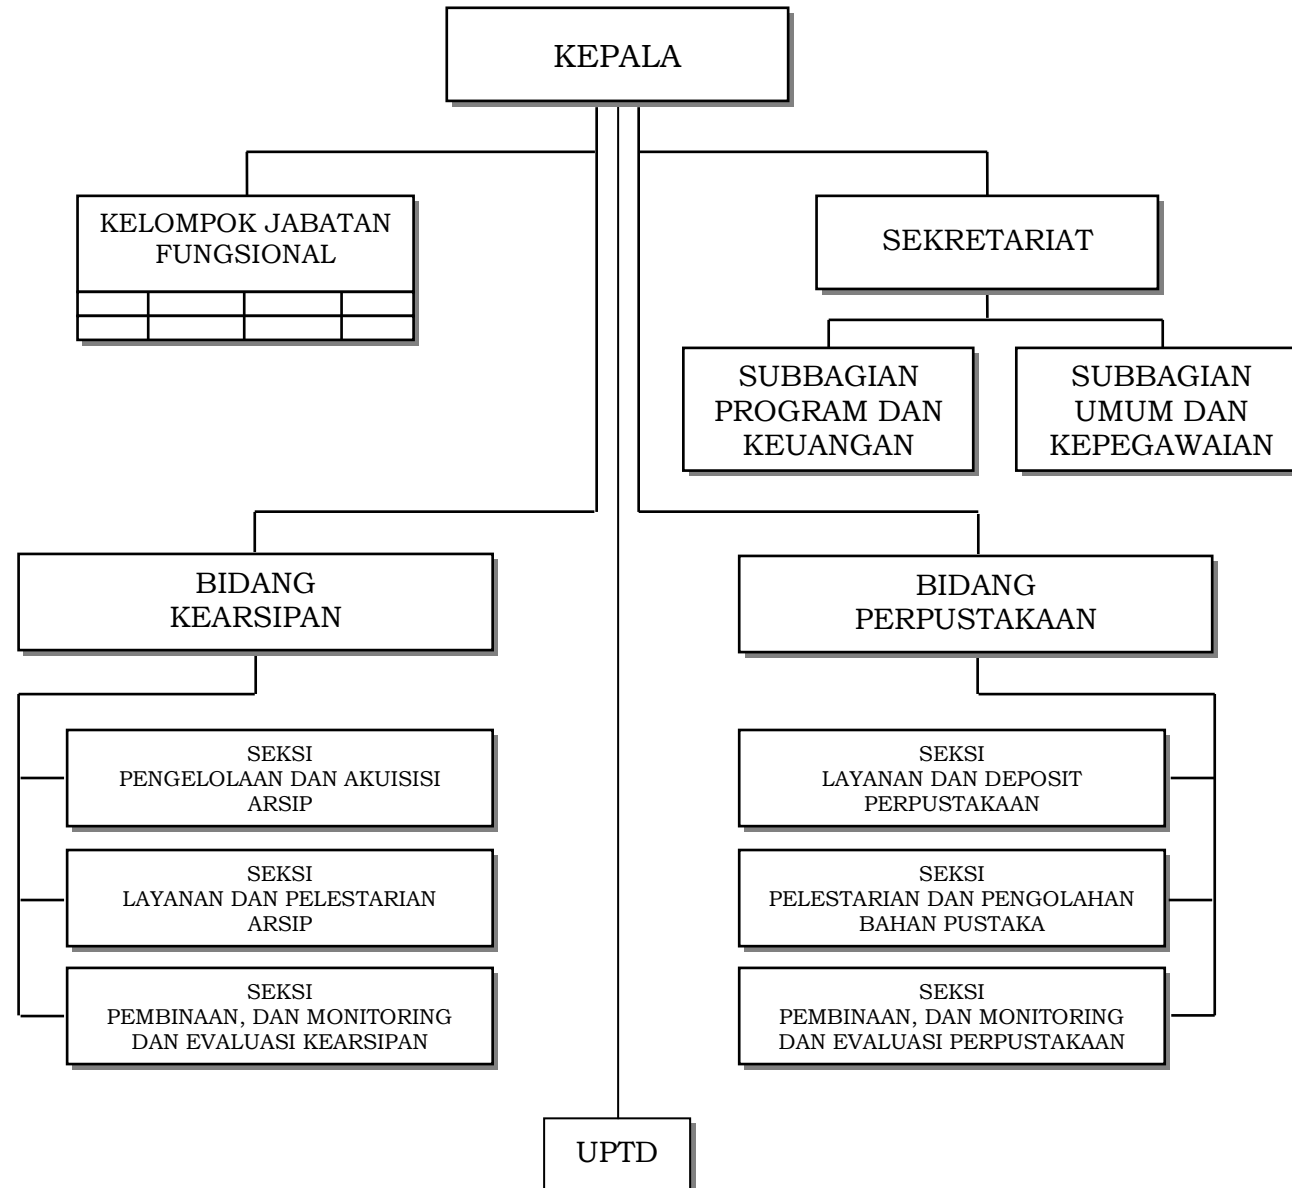 KEPALA
KELOMPOK JABATAN
FUNGSIONAL
SEKRETARIAT
SUBBAGIAN
PROGRAM DAN
KEUANGAN
SUBBAGIAN
UMUM DAN
KEPEGAWAIAN
BIDANG
KEARSIPAN
BIDANG
PERPUSTAKAAN
SEKSI
PENGELOLAAN DAN AKUISISI
ARSIP
SEKSI
LAYANAN DAN PELESTARIAN
ARSIP
SEKSI
PEMBINAAN, DAN MONITORING
DAN EVALUASI KEARSIPAN
SEKSI
LAYANAN DAN DEPOSIT
PERPUSTAKAAN
SEKSI
PELESTARIAN DAN PENGOLAHAN
BAHAN PUSTAKA
SEKSI
PEMBINAAN, DAN MONITORING
DAN EVALUASI PERPUSTAKAAN
UPTD